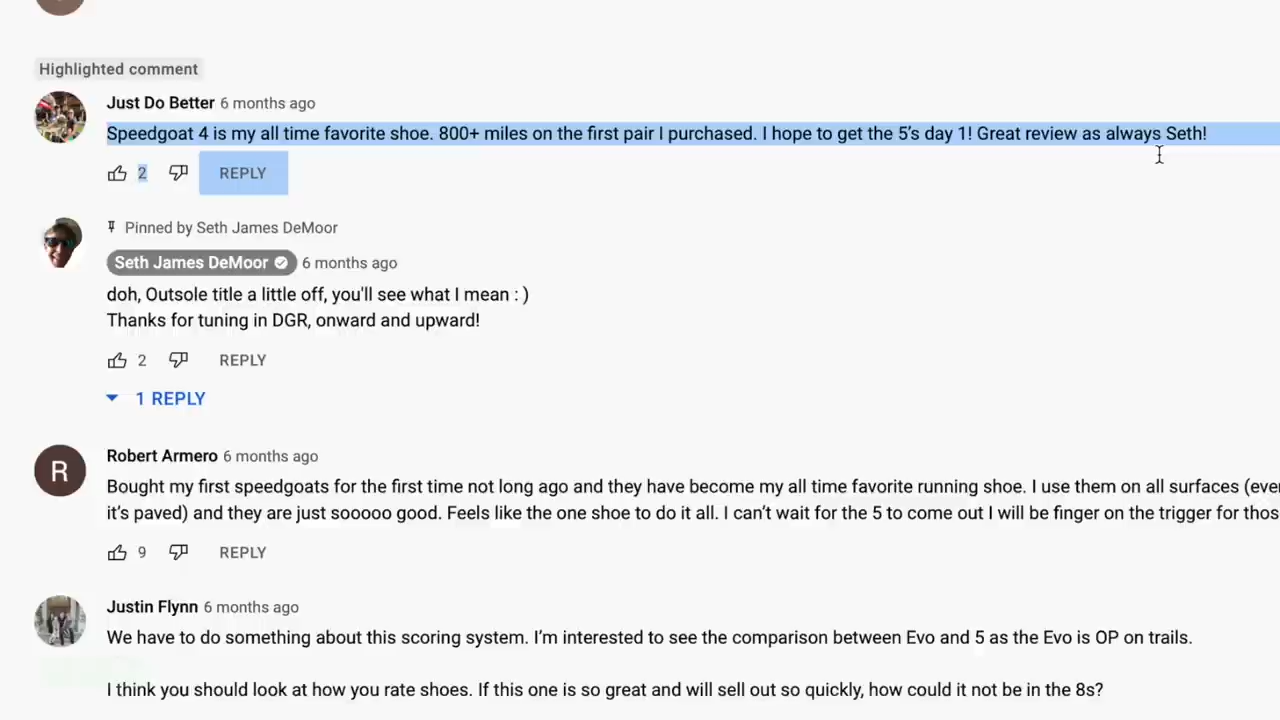 Highlighted comment
Just Do Better 6 months ago
Speedgoat 4 is my all time favorite shoe. 800+ miles on the first pair I purchased. I hope to get the 5's day 1! Great review as always Seth!
2 REPLY
Pinned by Seth James DeMoor
Seth James DeMoor 6 months ago
doh, Outsole title a little off, you'll see what I mean : )
Thanks for tuning in DGR, onward and upward!
2 REPLY
1 REPLY
R
Robert Armero 6 months ago
Bought my first speedgoats for the first time not long ago and they have become my all time favorite running shoe. I use them on all surfaces (eve
it's paved) and they are just sooooo good. Feels like the one shoe to do it all. I can't wait for the 5 to come out I will be finger on the trigger for thos
9 REPLY
Justin Flynn 6 months ago
We have to do something about this scoring system. I'm interested to see the comparison between Evo and 5 as the Evo is OP on trails.
I think you should look at how you rate shoes. If this one is so great and will sell out so quickly, how could it not be in the 8s?